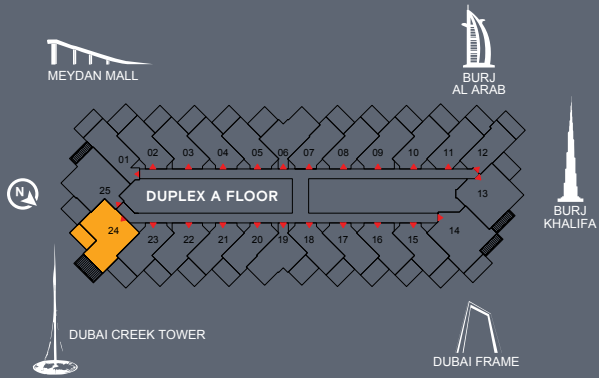 MEYDAN MALL
BURJ
AL ARAB
01 02 03 04 05 06 07 08 09 10 11 12
N
25
DUPLEX A FLOOR
13
BURJ
KHALIFA
24 23 22 21 20 19 18 17 16 15 14
DUBAI CREEK TOWER
DUBAI FRAME